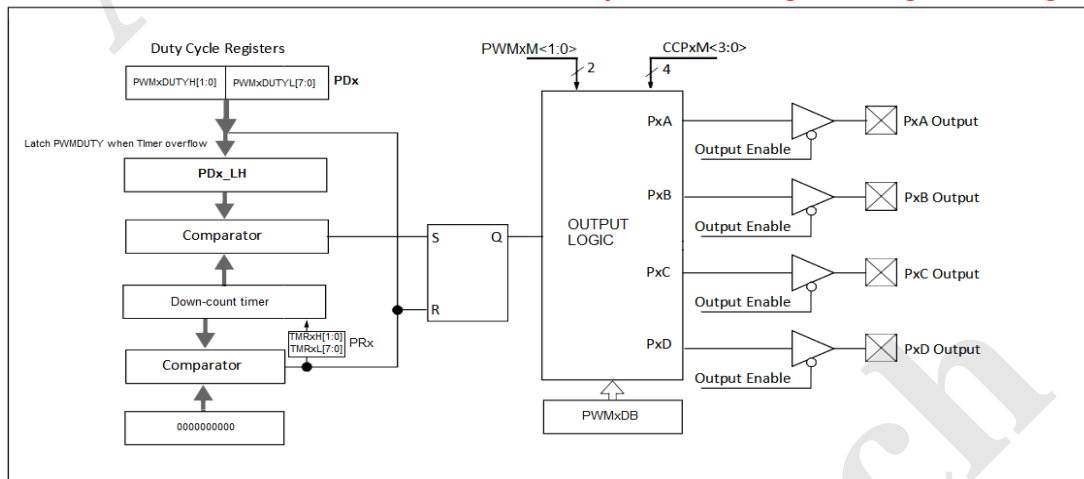 Duty Cycle Registers
PWMxDUTYH[1:0] PWMxDUTYL[7:0] PDx
Latch PWMDUTY when Timer overflow
PDx_LH
Comparator
Down-count timer
TMRxH[1:0]
TMRxL[7:0]
PRx
Comparator
0000000000
S Q
R
PWMxM<1:0>
2
CCPxM<3:0>
4
OUTPUT
LOGIC
PxA
Output Enable
PxA Output
PxB
Output Enable
PxB Output
PxC
Output Enable
PxC Output
PxD
Output Enable
PxD Output
PWMxDB